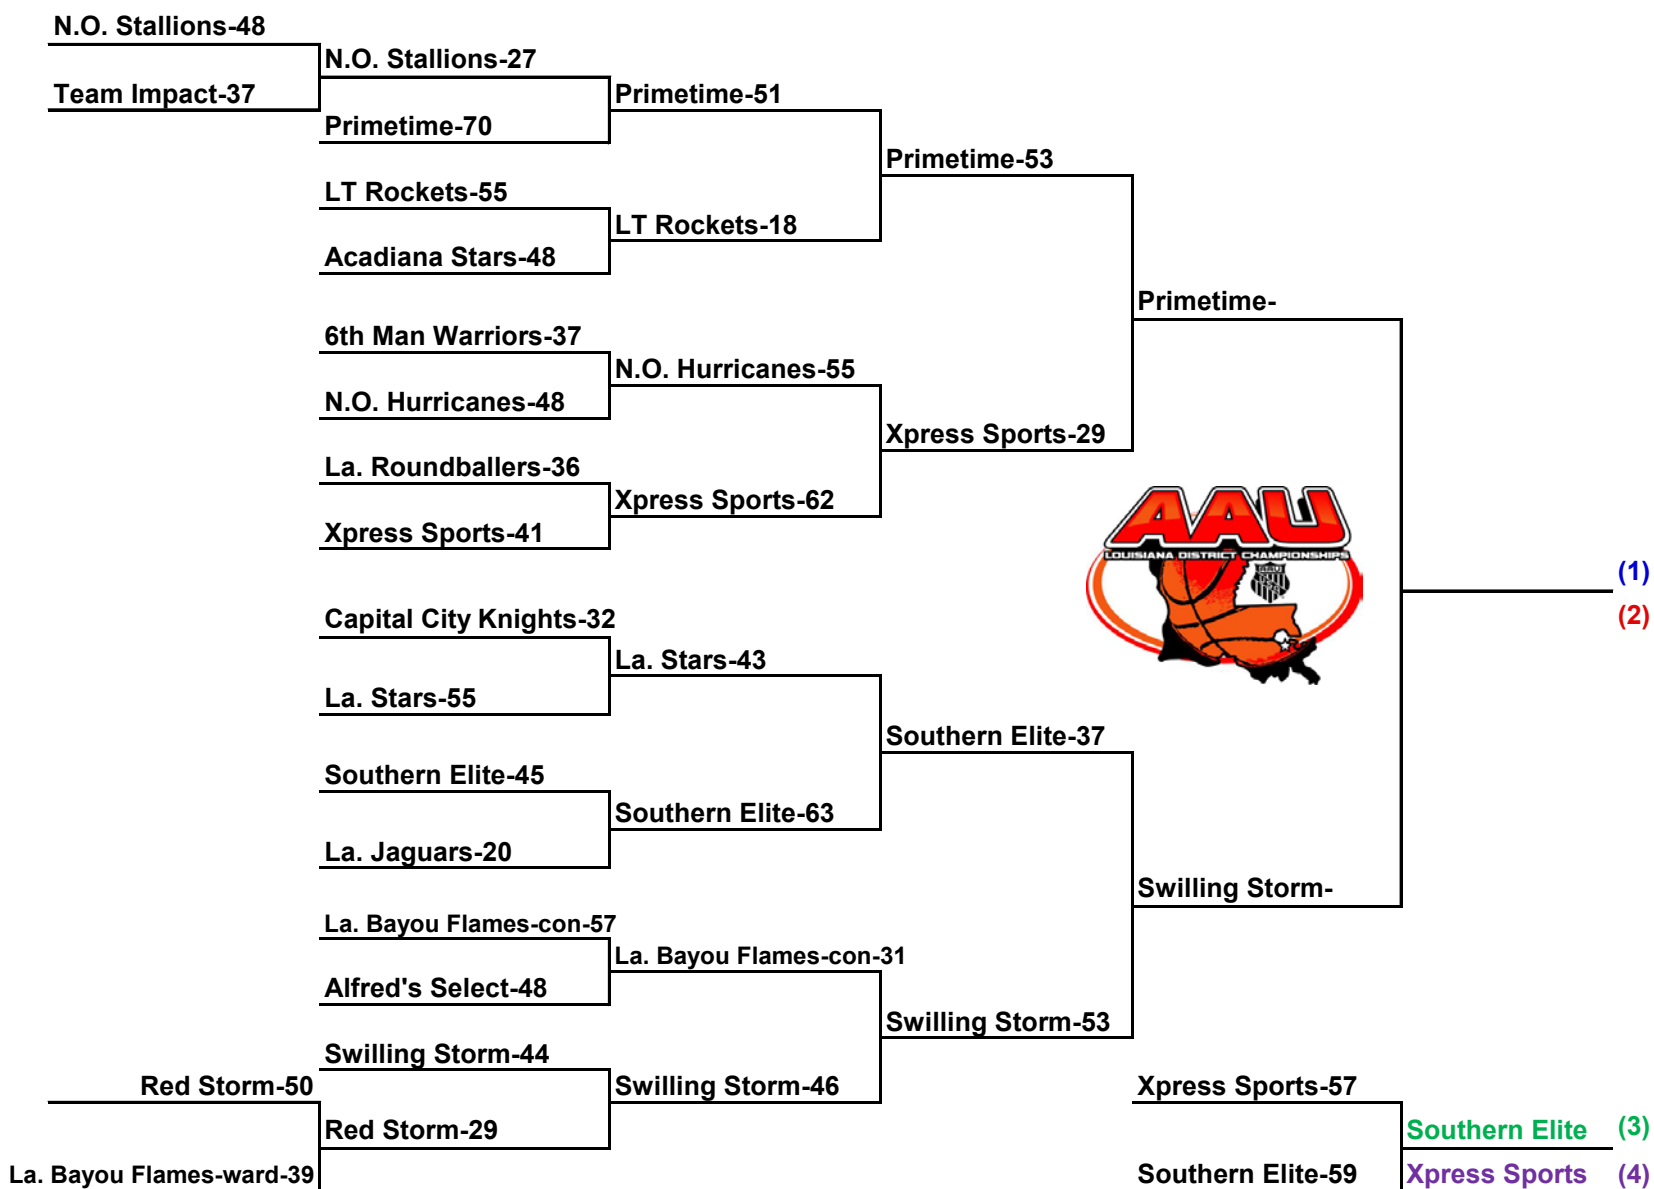 N.O. Stallions-48
N.O. Stallions-27
Team Impact-37
Primetime-51
Primetime-70
Primetime-53
LT Rockets-55
LT Rockets-18
Acadiana Stars-48
Primetime-
6th Man Warriors-37
N.O. Hurricanes-55
N.O. Hurricanes-48
Xpress Sports-29
La. Roundballers-36
Xpress Sports-62
Xpress Sports-41
AAU
LOUISIANA DISTRICT CHAMPIONSHIPS
(1)
(2)
Capital City Knights-32
La. Stars-43
La. Stars-55
Southern Elite-37
Southern Elite-45
Southern Elite-63
La. Jaguars-20
Swilling Storm-
La. Bayou Flames-con-57
La. Bayou Flames-con-31
Alfred's Select-48
Swilling Storm-53
Swilling Storm-44
Red Storm-50
Swilling Storm-46
Xpress Sports-57
Red Storm-29
Southern Elite (3)
La. Bayou Flames-ward-39
Southern Elite-59
Xpress Sports (4)